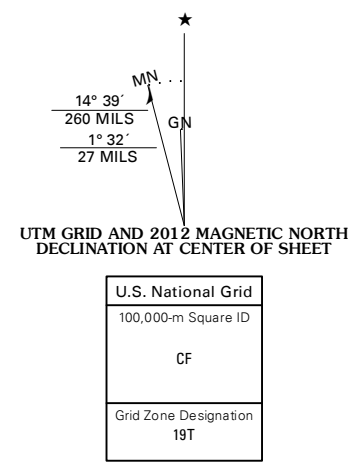 ★
MN
14° 39´
260 MILS
GN
1° 32´
27 MILS
UTM GRID AND 2012 MAGNETIC NORTH
DECLINATION AT CENTER OF SHEET
U.S. National Grid
100,000-m Square ID
CF
Grid Zone Designation
19T